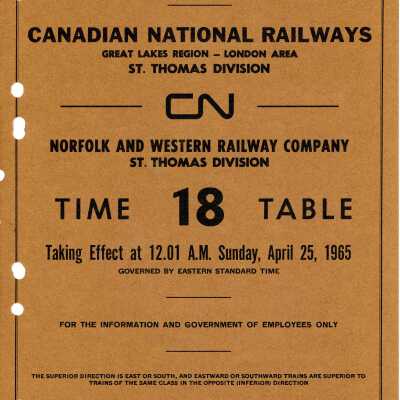 CANADIAN NATIONAL RAILWAYS
GREAT LAKES REGION – LONDON AREA
ST. THOMAS DIVISION
CN
NORFOLK AND WESTERN RAILWAY COMPANY
ST. THOMAS DIVISION
TIME 18 TABLE
Taking Effect at 12.01 A.M. Sunday, April 25, 1965
GOVERNED BY EASTERN STANDARD TIME
FOR THE INFORMATION AND GOVERNMENT OF EMPLOYEES ONLY
THE SUPERIOR DIRECTION IS EAST OR SOUTH, AND EASTWARD OR SOUTHWARD TRAINS ARE SUPERIOR TO
TRAINS OF THE SAME CLASS IN THE OPPOSITE (INFERIOR) DIRECTION